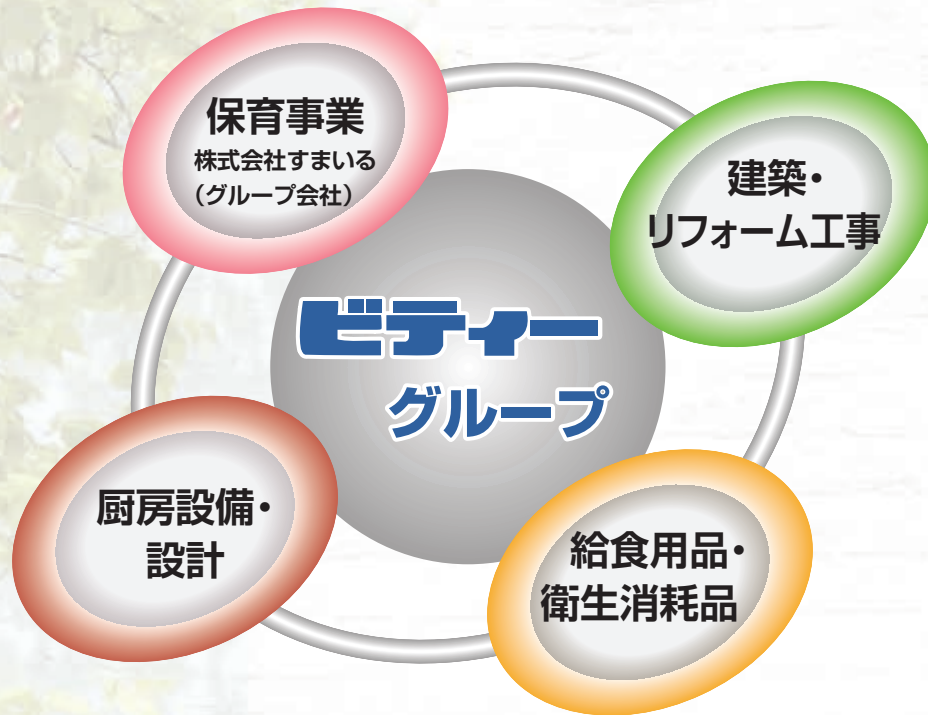 保育事業
株式会社すまいる
（グループ会社）
建築・
リフォーム工事
ビティー
グループ
厨房設備・
設計
給食用品・
衛生消耗品